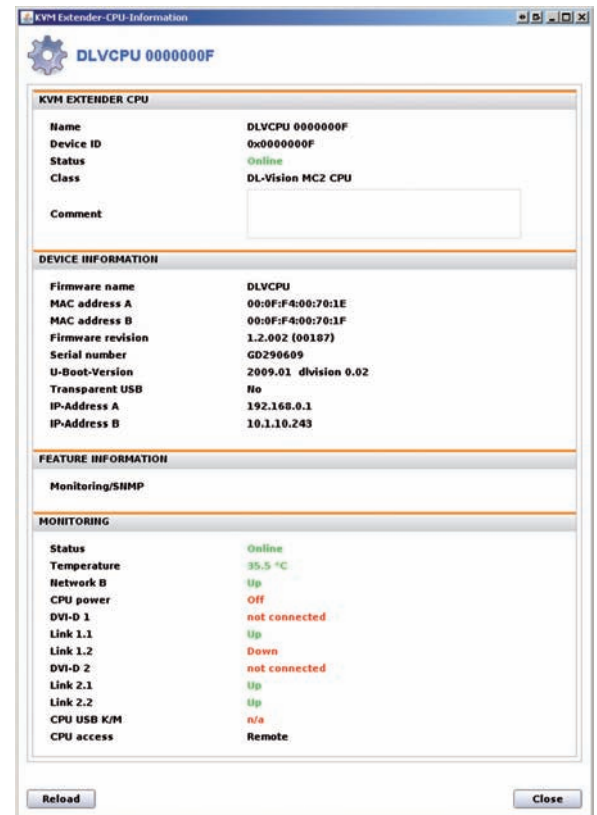 KVM Extender-CPU-Information
DLVCPU 0000000F
KVM EXTENDER CPU
Name DLVCPU 0000000F
Device ID 0x0000000F
Status Online
Class DL-Vision MC2 CPU
Comment
DEVICE INFORMATION
Firmware name DLVCPU
MAC address A 00:0F:F4:00:70:1E
MAC address B 00:0F:F4:00:70:1F
Firmware revision 1.2.002 (00187)
Serial number GD290609
U-Boot-Version 2009.01 dlvision 0.02
Transparent USB No
IP-Address A 192.168.0.1
IP-Address B 10.1.10.243
FEATURE INFORMATION
Monitoring/SNMP
MONITORING
Status Online
Temperature 35.5 °C
Network B Up
CPU power Off
DVI-D 1 not connected
Link 1.1 Up
Link 1.2 Down
DVI-D 2 not connected
Link 2.1 Up
Link 2.2 Up
CPU USB K/M n/a
CPU access Remote
Reload Close